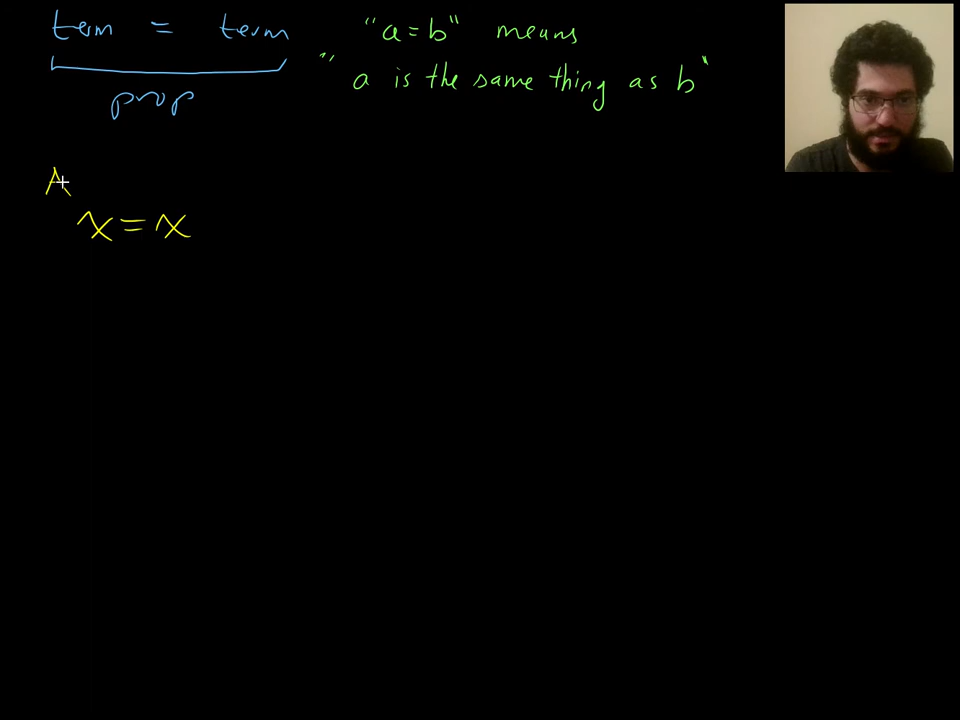 term = term
prop
"a=b" means
"a is the same thing as b"
A
x = x